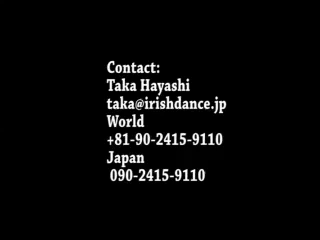 Contact:
Taka Hayashi
taka@irishdance.jp
World
+81-90-2415-9110
Japan
090-2415-9110